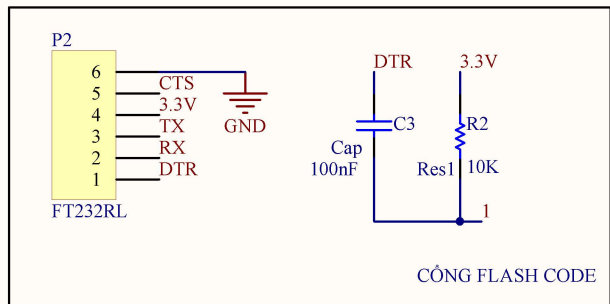 P2
6
5
4
3
2
1
CTS
3.3V
TX
RX
DTR
GND
FT232RL
DTR
C3
Cap
100nF
3.3V
R2
Res1
10K
1
CỔNG FLASH CODE